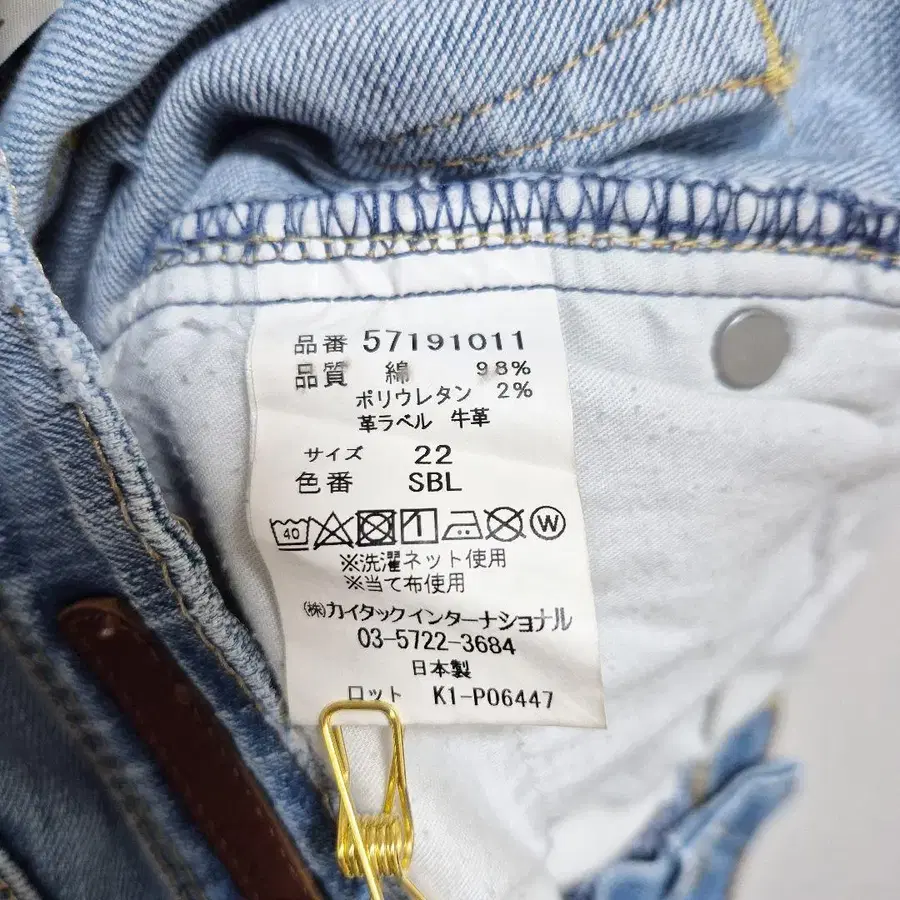 品番 57191011
品質 綿 98%
ポリウレタン 2%
革ラベル 牛革
サイズ 22
色番 SBL
40 1 W
※洗濯ネット使用
※当て布使用
㈱カイタックインターナショナル
03-5722-3684
日本製
ロット K1-P06447